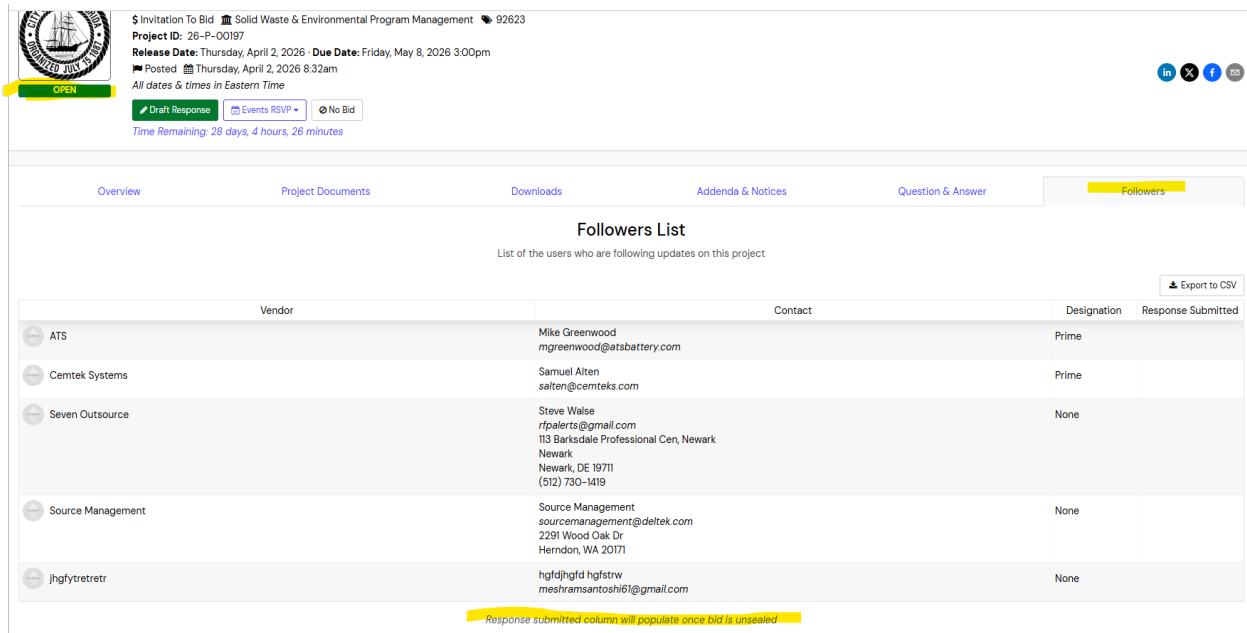 CITY
RIDA
ORGANIZED JULY 15 1887
OPEN
$ Invitation To Bid Solid Waste & Environmental Program Management 92623
Project ID: 26-P-00197
Release Date: Thursday, April 2, 2026 · Due Date: Friday, May 8, 2026 3:00pm
Posted Thursday, April 2, 2026 8:32am
All dates & times in Eastern Time
Draft Response Events RSVP No Bid
Time Remaining: 28 days, 4 hours, 26 minutes
Overview Project Documents Downloads Addenda & Notices Question & Answer Followers
Followers List
List of the users who are following updates on this project
Export to CSV
Vendor Contact Designation Response Submitted
ATS Mike Greenwood Prime
mgreenwood@atsbattery.com
Cemtek Systems Samuel Alten Prime
salten@cemteks.com
Seven Outsource Steve Walse None
rfpalerts@gmail.com
113 Barksdale Professional Cen, Newark
Newark
Newark, DE 19711
(512) 730-1419
Source Management Source Management None
sourcemanagement@deltek.com
2291 Wood Oak Dr
Herndon, WA 20171
jhgfytretretr hgfdjhgfd hgfstrw None
meshramsantoshi61@gmail.com
Response submitted column will populate once bid is unsealed